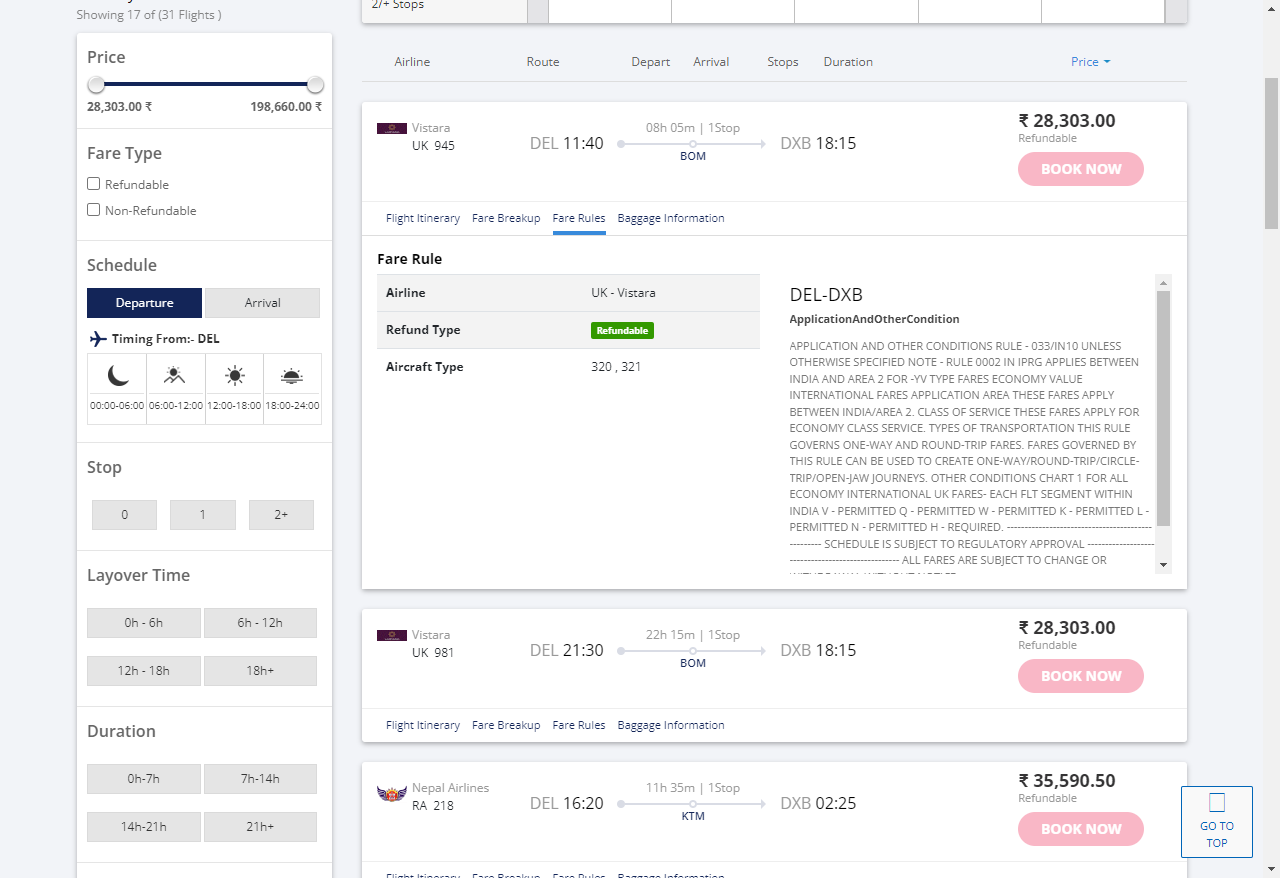 Showing 17 of (31 Flights )
2/+ Stops
Price
28,303.00 ₹
198,660.00 ₹
Fare Type
Refundable
Non-Refundable
Schedule
Departure
Arrival
Timing From:- DEL
00:00-06:00
06:00-12:00
12:00-18:00
18:00-24:00
Stop
0
1
2+
Layover Time
0h - 6h
6h - 12h
12h - 18h
18h+
Duration
0h-7h
7h-14h
14h-21h
21h+
Airline
Route
Depart
Arrival
Stops
Duration
Price
Vistara
UK 945
DEL 11:40
08h 05m | 1Stop
BOM
DXB 18:15
₹ 28,303.00
Refundable
BOOK NOW
Flight Itinerary
Fare Breakup
Fare Rules
Baggage Information
Fare Rule
Airline
UK - Vistara
Refund Type
Refundable
Aircraft Type
320 , 321
DEL-DXB
ApplicationAndOtherCondition
APPLICATION AND OTHER CONDITIONS RULE - 033/IN10 UNLESS
OTHERWISE SPECIFIED NOTE - RULE 0002 IN IPRG APPLIES BETWEEN
INDIA AND AREA 2 FOR -YV TYPE FARES ECONOMY VALUE
INTERNATIONAL FARES APPLICATION AREA THESE FARES APPLY
BETWEEN INDIA/AREA 2. CLASS OF SERVICE THESE FARES APPLY FOR
ECONOMY CLASS SERVICE. TYPES OF TRANSPORTATION THIS RULE
GOVERNS ONE-WAY AND ROUND-TRIP FARES. FARES GOVERNED BY
THIS RULE CAN BE USED TO CREATE ONE-WAY/ROUND-TRIP/CIRCLE-
TRIP/OPEN-JAW JOURNEYS. OTHER CONDITIONS CHART 1 FOR ALL
ECONOMY INTERNATIONAL UK FARES- EACH FLT SEGMENT WITHIN
INDIA V - PERMITTED Q - PERMITTED W - PERMITTED K - PERMITTED L -
PERMITTED N - PERMITTED H - REQUIRED. -----------------------------------------
--------- SCHEDULE IS SUBJECT TO REGULATORY APPROVAL -------------------
------------------------------- ALL FARES ARE SUBJECT TO CHANGE OR
Vistara
UK 981
DEL 21:30
22h 15m | 1Stop
BOM
DXB 18:15
₹ 28,303.00
Refundable
BOOK NOW
Flight Itinerary
Fare Breakup
Fare Rules
Baggage Information
Nepal Airlines
RA 218
DEL 16:20
11h 35m | 1Stop
KTM
DXB 02:25
₹ 35,590.50
Refundable
BOOK NOW
Flight Itinerary
Fare Breakup
Fare Rules
Baggage Information
GO TO
TOP